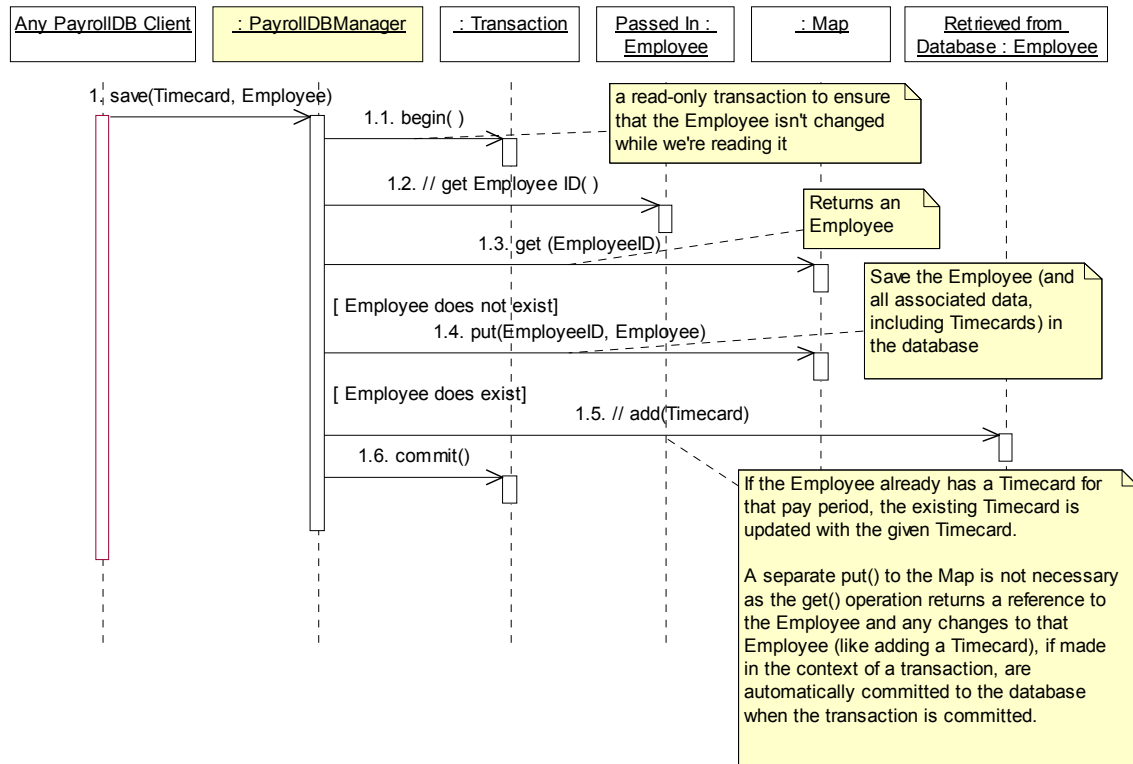 Any PayrollDB Client
: PayrollDBManager
: Transaction
Passed In :
Employee
: Map
Retrieved from
Database : Employee
1. save(Timecard, Employee)
a read-only transaction to ensure
that the Employee isn't changed
while we're reading it
1.1. begin( )
1.2. // get Employee ID( )
Returns an
Employee
1.3. get (EmployeeID)
Save the Employee (and
all associated data,
including Timecards) in
the database
[ Employee does not exist]
1.4. put(EmployeeID, Employee)
[ Employee does exist]
1.5. // add(Timecard)
1.6. commit()
If the Employee already has a Timecard for
that pay period, the existing Timecard is
updated with the given Timecard.
A separate put() to the Map is not necessary
as the get() operation returns a reference to
the Employee and any changes to that
Employee (like adding a Timecard), if made
in the context of a transaction, are
automatically committed to the database
when the transaction is committed.